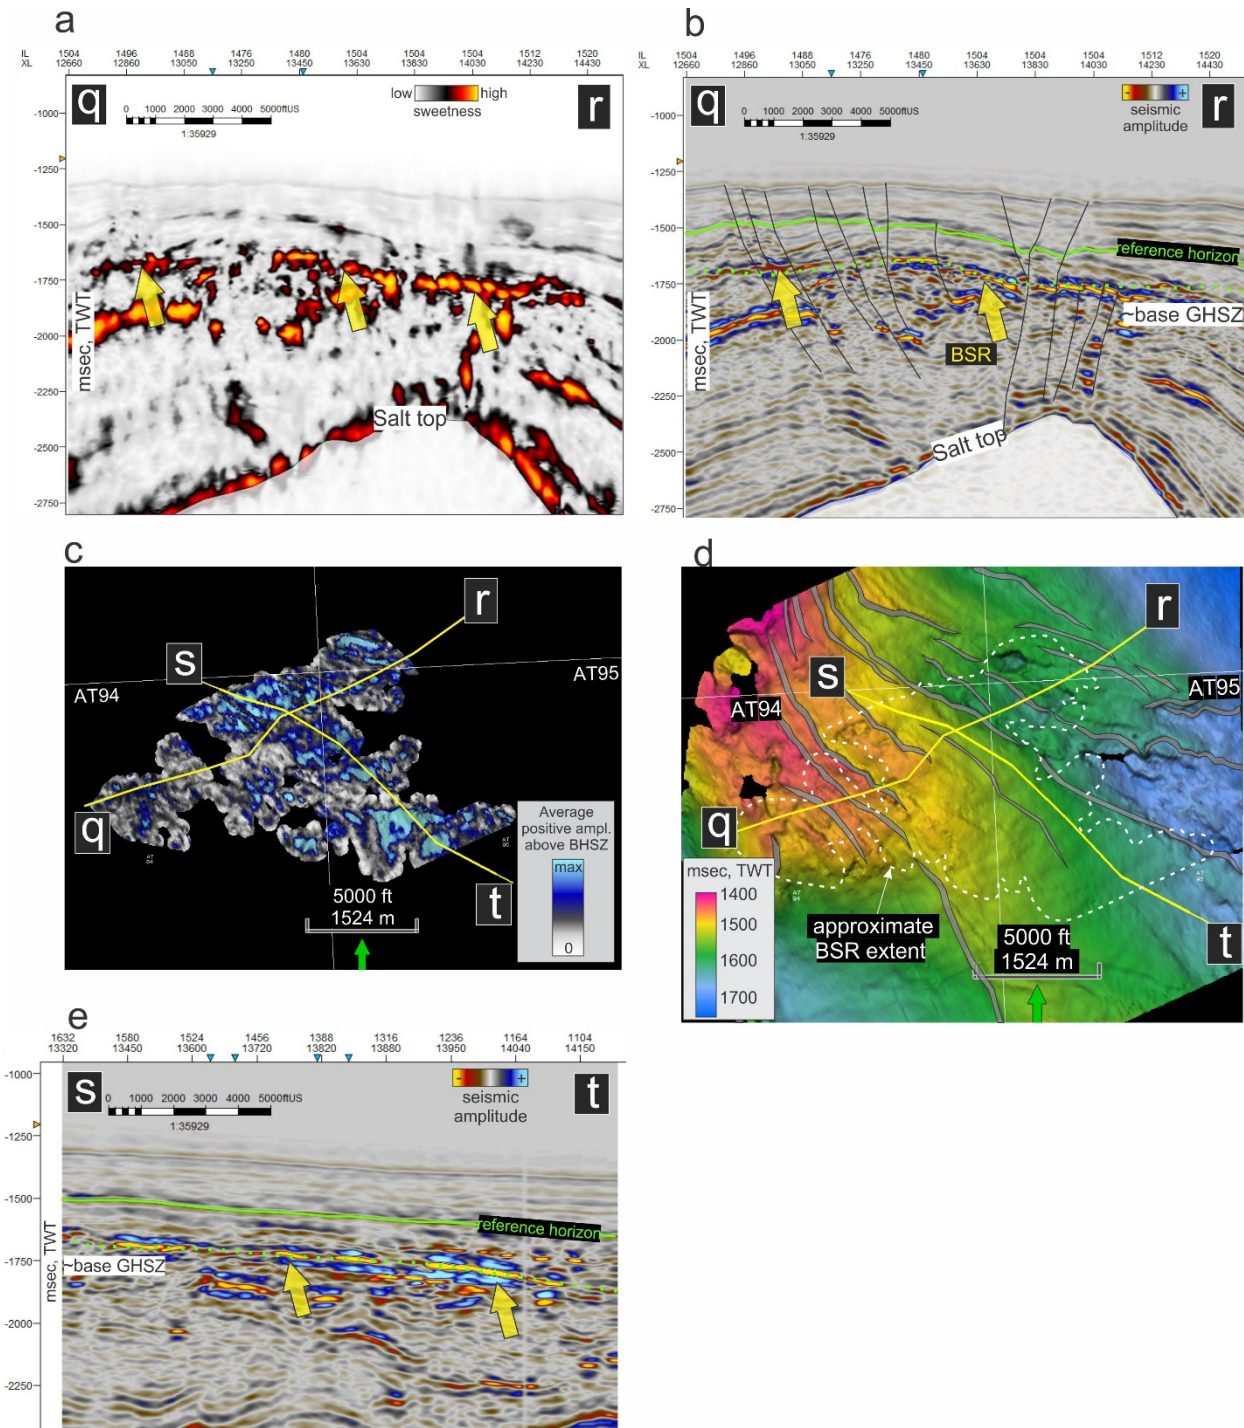 a
IL 1504 1496 1488 1476 1480 1504 1504 1512 1520
XL 12660 12860 13050 13250 13450 13630 13830 14030 14230 14430
q
low high
sweetness
r
0 1000 2000 3000 4000 5000ftUS
1:35929
-1000
-1250
-1500
-1750
-2000
-2250
-2500
-2750
msec, TWT
Salt top
b
IL 1504 1496 1488 1476 1480 1504 1504 1512 1520
XL 12660 12860 13050 13250 13450 13630 13830 14030 14230 14430
q
- +
seismic
amplitude
r
0 1000 2000 3000 4000 5000ftUS
1:35929
-1000
-1250
-1500
-1750
-2000
-2250
-2500
-2750
msec, TWT
reference horizon
~base GHSZ
BSR
Salt top
c
r
s
AT94
AT95
q
t
5000 ft
1524 m
Average
positive ampl.
above BHSZ
max
0
d
r
s
AT94
AT95
q
msec, TWT
1400
1500
1600
1700
approximate
BSR extent
5000 ft
1524 m
t
e
1632 1580 1524 1456 1388 1316 1236 1164 1104
13320 13450 13600 13720 13820 13880 13950 14040 14150
s
- +
seismic
amplitude
t
0 1000 2000 3000 4000 5000ftUS
1:35929
-1000
-1250
-1500
-1750
-2000
-2250
msec, TWT
reference horizon
~base GHSZ